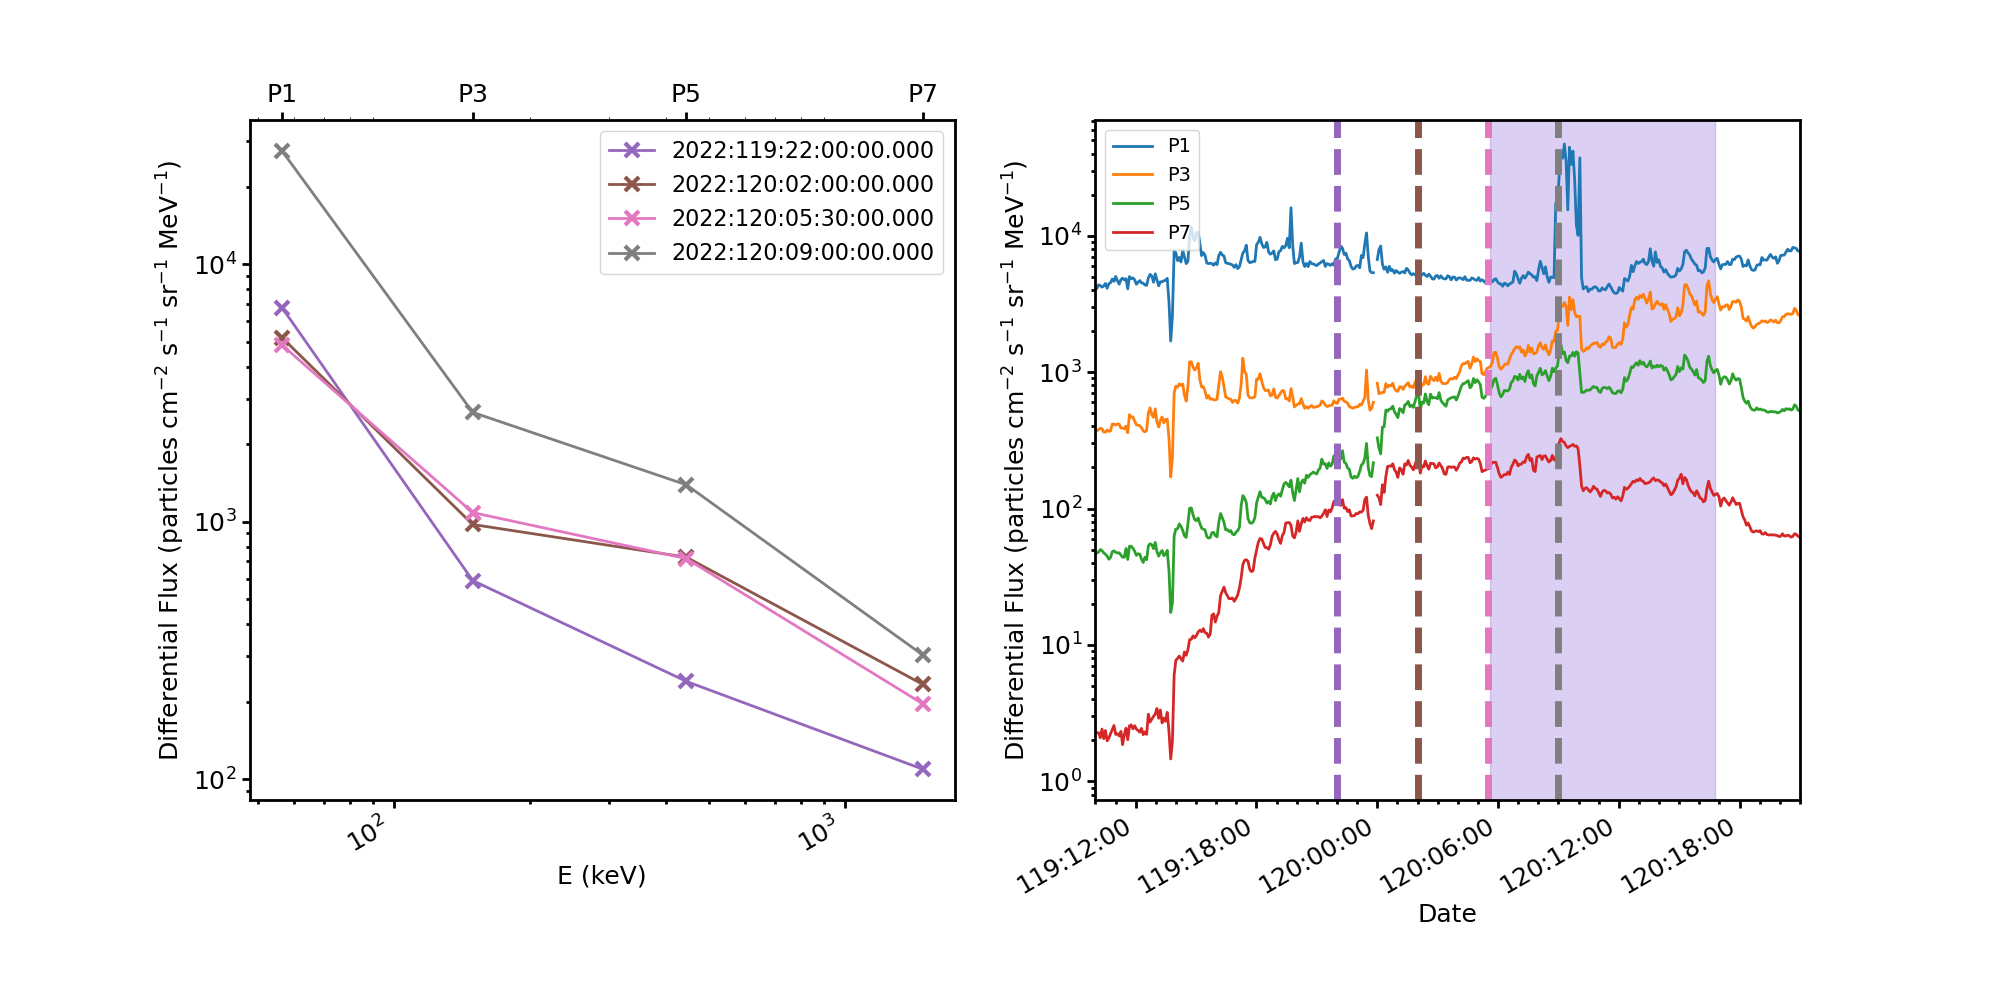 P1 P3 P5 P7
2022:119:22:00:00.000
2022:120:02:00:00.000
2022:120:05:30:00.000
2022:120:09:00:00.000
Differential Flux (particles cm⁻² s⁻¹ sr⁻¹ MeV⁻¹)
10⁴
10³
10²
10² 10³
E (keV)
P1
P3
P5
P7
Differential Flux (particles cm⁻² s⁻¹ sr⁻¹ MeV⁻¹)
10⁴
10³
10²
10¹
10⁰
119:12:00 119:18:00 120:00:00 120:06:00 120:12:00 120:18:00
Date